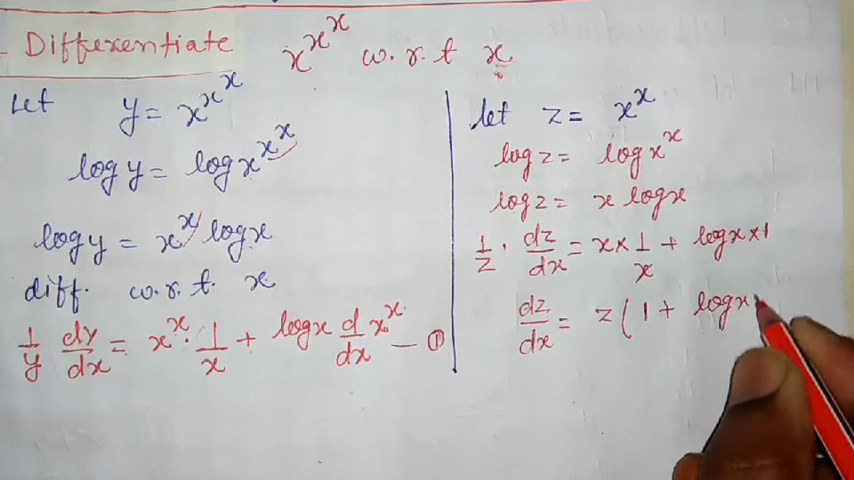 Differentiate x^x^x w.r.t x
Let y = x^x^x
log y = log x^x^x
log y = x^x log x
diff. w.r.t. x
1/y dy/dx = x^x · 1/x + log x d/dx x^x — ①
let z = x^x
log z = log x^x
log z = x log x
1/z · dz/dx = x × 1/x + log x × 1
dz/dx = z ( 1 + log x